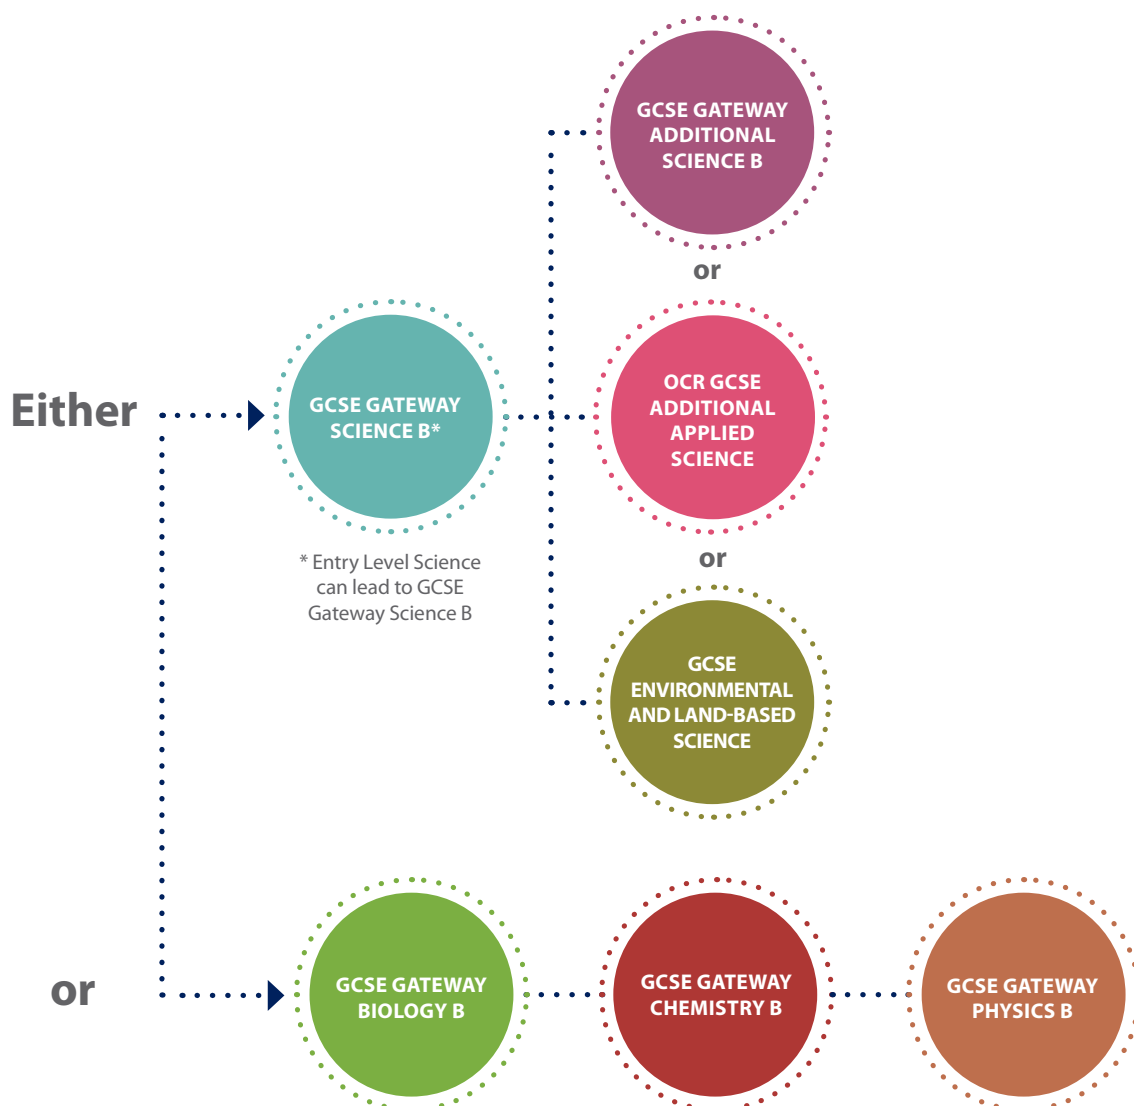 GCSE GATEWAY
ADDITIONAL
SCIENCE B
or
Either
GCSE GATEWAY
SCIENCE B*
OCR GCSE
ADDITIONAL
APPLIED
SCIENCE
* Entry Level Science
can lead to GCSE
Gateway Science B
or
GCSE
ENVIRONMENTAL
AND LAND-BASED
SCIENCE
or
GCSE GATEWAY
BIOLOGY B
GCSE GATEWAY
CHEMISTRY B
GCSE GATEWAY
PHYSICS B